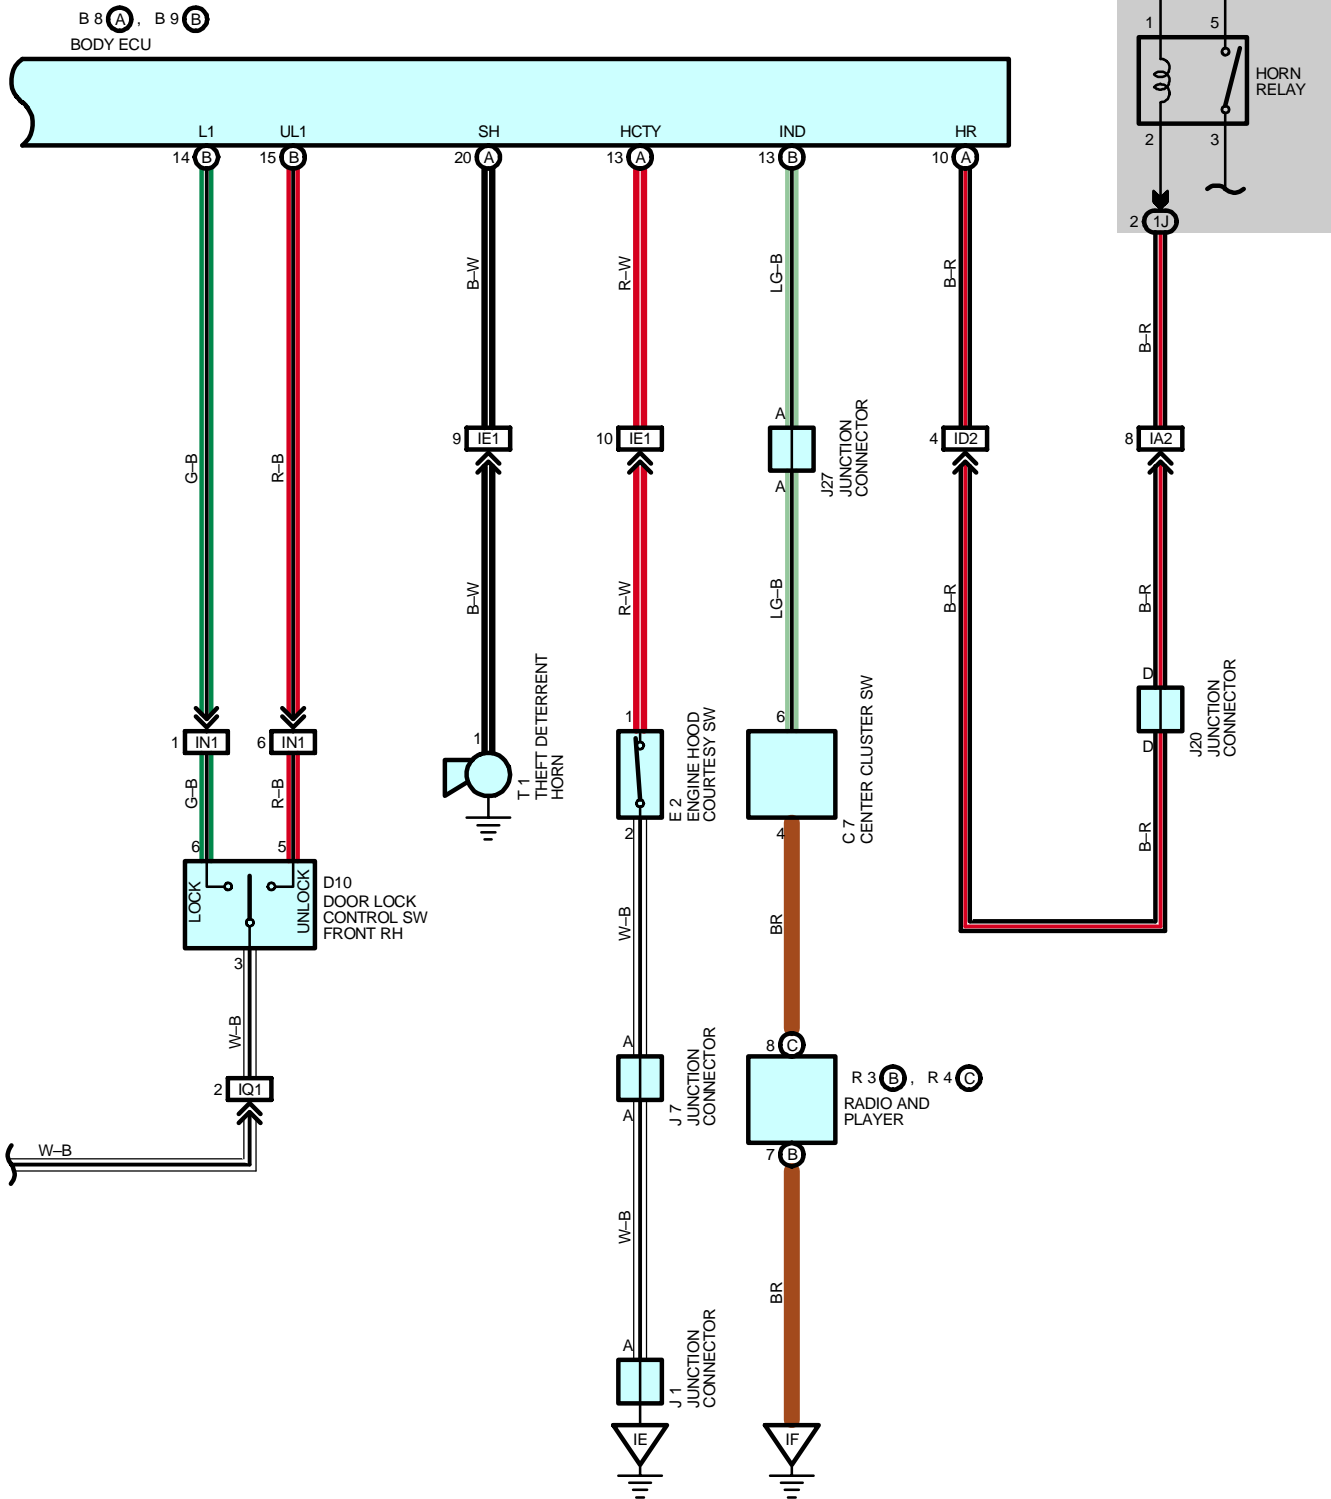 B 8 A , B 9 B
BODY ECU
1 5
HORN
RELAY
2 3
2 1J
L1 UL1 SH HCTY IND HR
14 B 15 B 20 A 13 A 13 B 10 A
B–W R–W LG–B B–R
B–R
A
9 IE1 10 IE1 4 ID2 8 IA2
J27
JUNCTION
CONNECTOR
A
G–B R–B
B–W R–W LG–B B–R B–R
D
J20
JUNCTION
CONNECTOR
D
1 IN1 6 IN1
1
T 1
THEFT DETERRENT
HORN
1
E 2
ENGINE HOOD
COURTESY SW
2
6
C 7
CENTER CLUSTER SW
4
G–B R–B
B–R
6 5
LOCK UNLOCK
D10
DOOR LOCK
CONTROL SW
FRONT RH
3
W–B BR
W–B
2 IQ1
W–B
A
J 7
JUNCTION
CONNECTOR
A
8 C
R 3 B , R 4 C
RADIO AND
PLAYER
7 B
W–B
BR
A
J 1
JUNCTION
CONNECTOR
IE IF